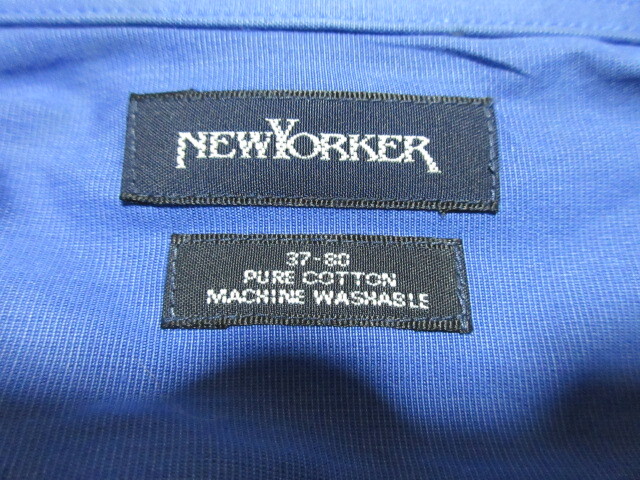 NEWYORKER
37-80
PURE COTTON
MACHINE WASHABLE